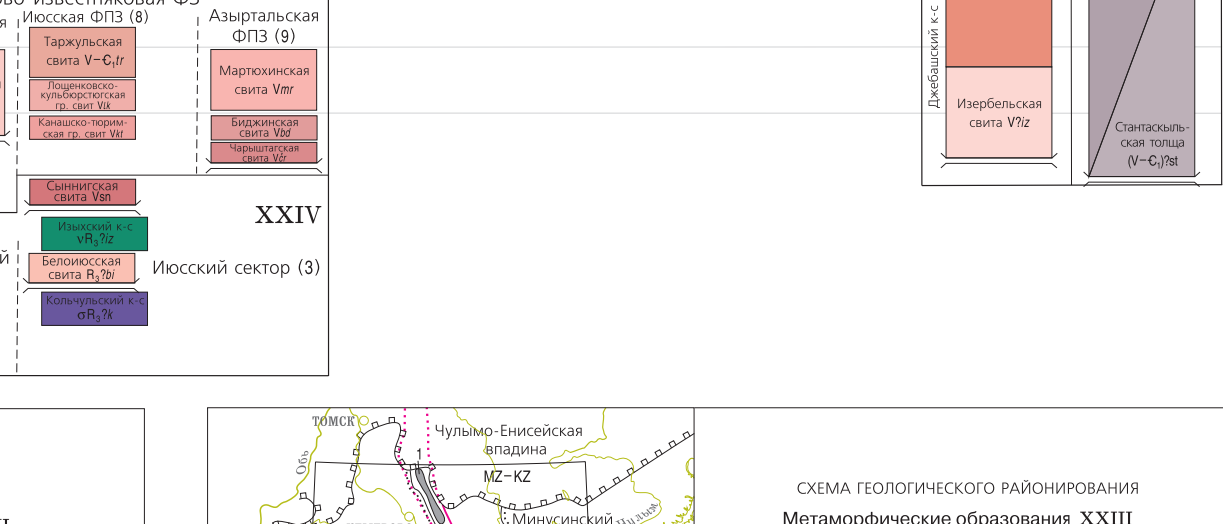 Июсская ФПЗ (8)
Таржульская
свита V–Є₁tr
Лощенковско-
кульбюрстюгская
гр. свит Vlk
Канашско-тюрим-
ская гр. свит Vkt
Азыртальская
ФПЗ (9)
Мартюхинская
свита Vmr
Биджинская
свита Vbd
Чарыштагская
свита Včr
Сыннигская
свита Vsn
Изыхский к-с
νR₃?iz
Белоиюсская
свита R₃?bi
Кольчульский к-с
σR₃?k
XXIV
Июсский сектор (3)
Джебашский к-с
Изербельская
свита V?iz
Стантаскыль-
ская толща
(V–Є₁)?st
ТОМСК
Обь
Чулымо-Енисейская
впадина
1
MZ–KZ
Минусинский
Чулым
СХЕМА ГЕОЛОГИЧЕСКОГО РАЙОНИРОВАНИЯ
Метаморфические образования XXIII